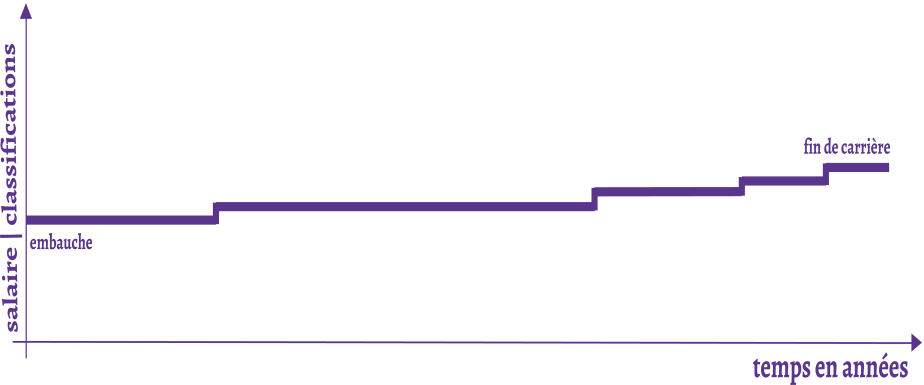 salaire | classifications
fin de carrière
embauche
temps en années